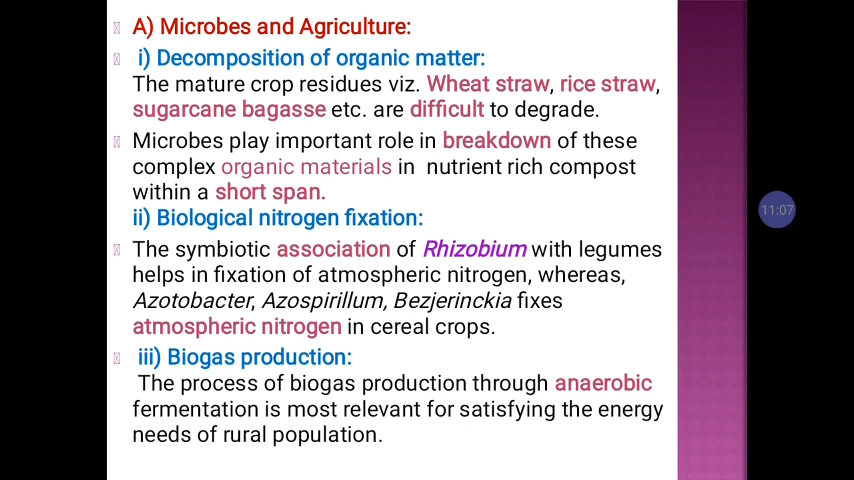 A) Microbes and Agriculture:
i) Decomposition of organic matter:
The mature crop residues viz. Wheat straw, rice straw,
sugarcane bagasse etc. are difficult to degrade.
Microbes play important role in breakdown of these
complex organic materials in nutrient rich compost
within a short span.
ii) Biological nitrogen fixation:
The symbiotic association of Rhizobium with legumes
helps in fixation of atmospheric nitrogen, whereas,
Azotobacter, Azospirillum, Bezjerinckia fixes
atmospheric nitrogen in cereal crops.
iii) Biogas production:
The process of biogas production through anaerobic
fermentation is most relevant for satisfying the energy
needs of rural population.
11:07